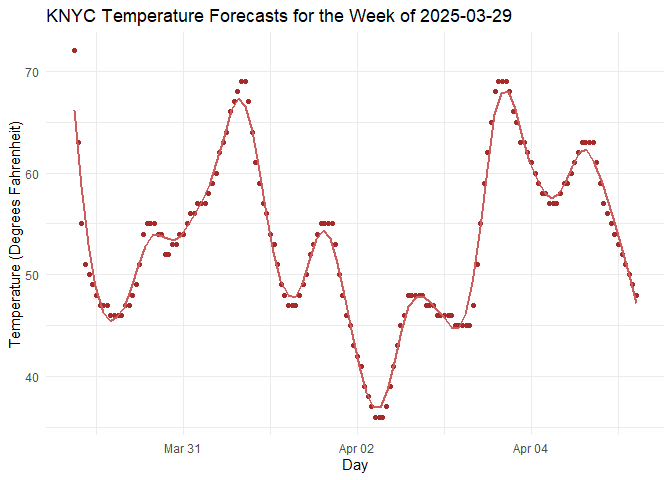 KNYC Temperature Forecasts for the Week of 2025-03-29
Temperature (Degrees Fahrenheit)
70
60
50
40
Mar 31
Apr 02
Apr 04
Day